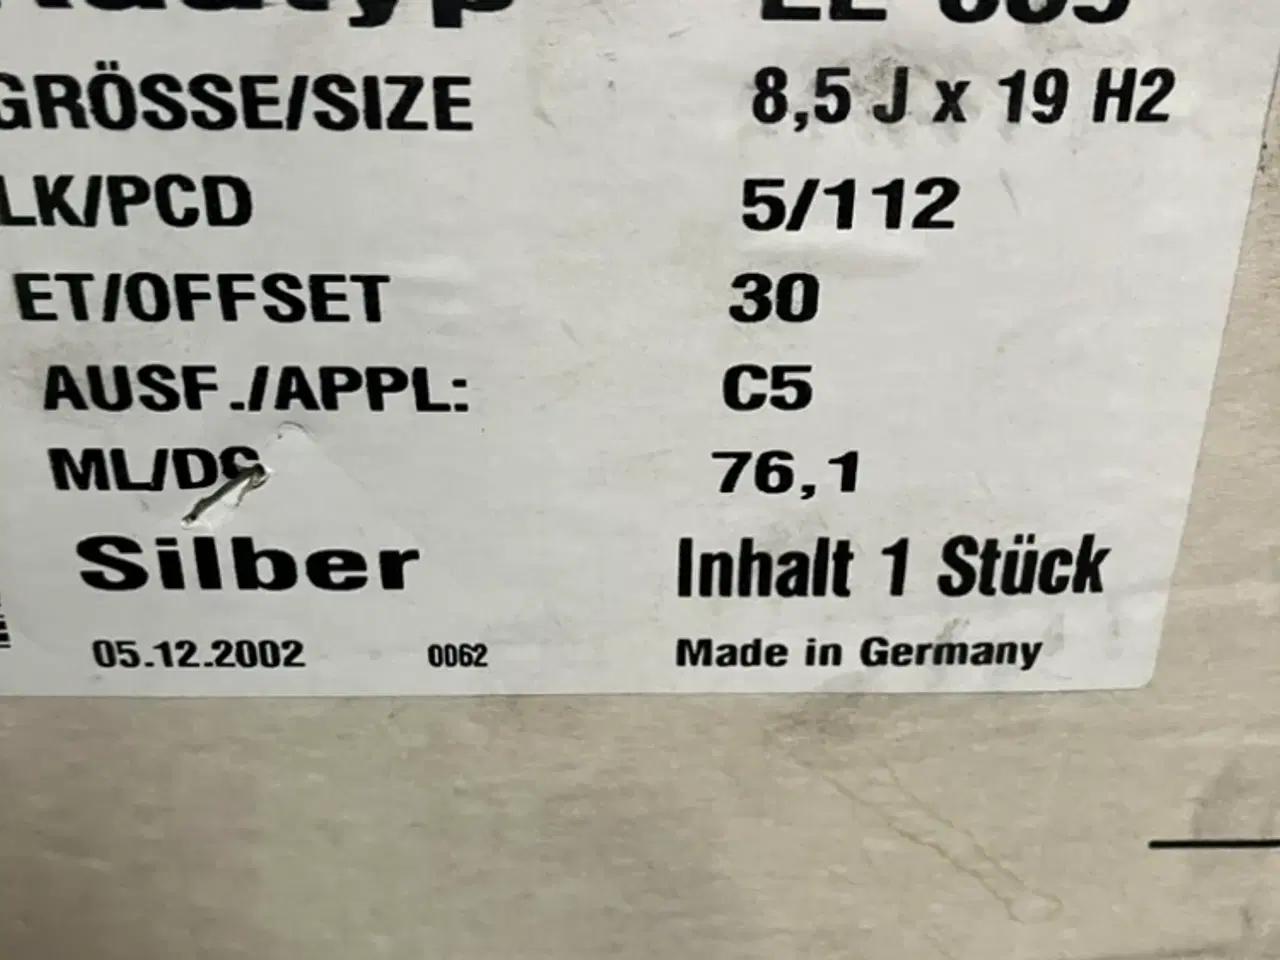 GRÖSSE/SIZE 8,5 J x 19 H2
LK/PCD 5/112
ET/OFFSET 30
AUSF./APPL: C5
76,1
Silber Inhalt 1 Stück
05.12.2002 0062 Made in Germany